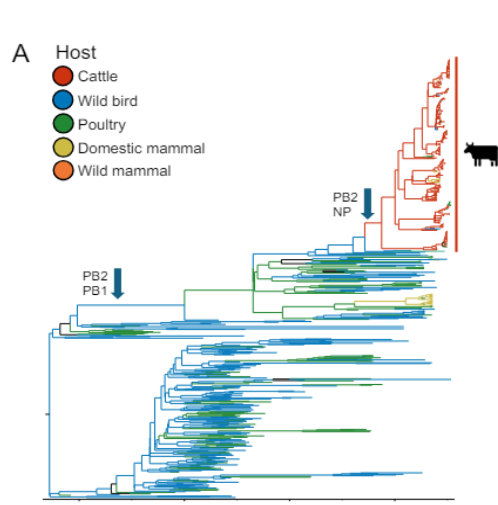 A
Host
Cattle
Wild bird
Poultry
Domestic mammal
Wild mammal
PB2
NP
PB2
PB1